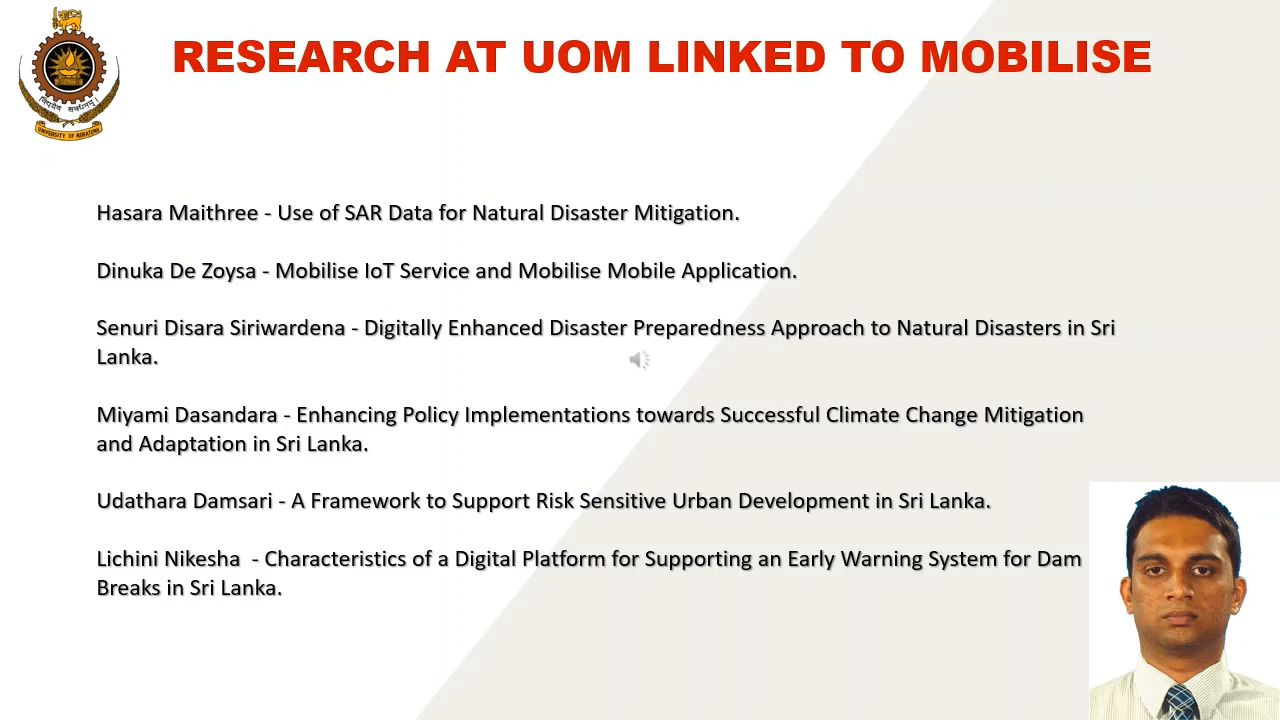 RESEARCH AT UOM LINKED TO MOBILISE
UNIVERSITY OF MORATUWA
Hasara Maithree - Use of SAR Data for Natural Disaster Mitigation.
Dinuka De Zoysa - Mobilise IoT Service and Mobilise Mobile Application.
Senuri Disara Siriwardena - Digitally Enhanced Disaster Preparedness Approach to Natural Disasters in Sri
Lanka.
Miyami Dasandara - Enhancing Policy Implementations towards Successful Climate Change Mitigation
and Adaptation in Sri Lanka.
Udathara Damsari - A Framework to Support Risk Sensitive Urban Development in Sri Lanka.
Lichini Nikesha  - Characteristics of a Digital Platform for Supporting an Early Warning System for Dam
Breaks in Sri Lanka.